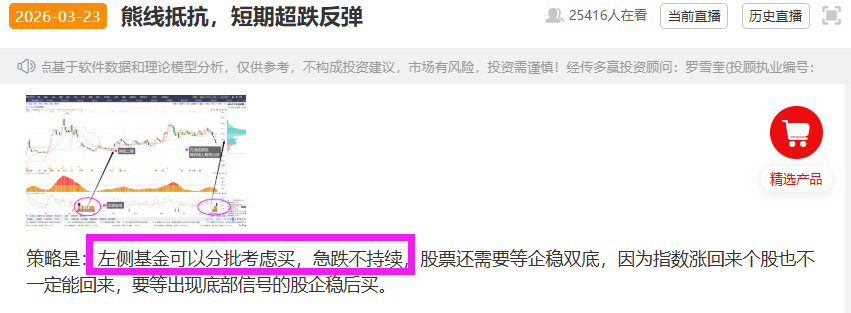 2026-03-23 熊线抵抗，短期超跌反弹 25416人在看 当前直播 历史直播
点基于软件数据和理论模型分析，仅供参考，不构成投资建议，市场有风险，投资需谨慎！经传多赢投资顾问：罗雪奎(投顾执业编号：
精选产品
策略是：左侧基金可以分批考虑买，急跌不持续，股票还需要等企稳双底，因为指数涨回来个股也不
一定能回来，要等出现底部信号的股企稳后买。